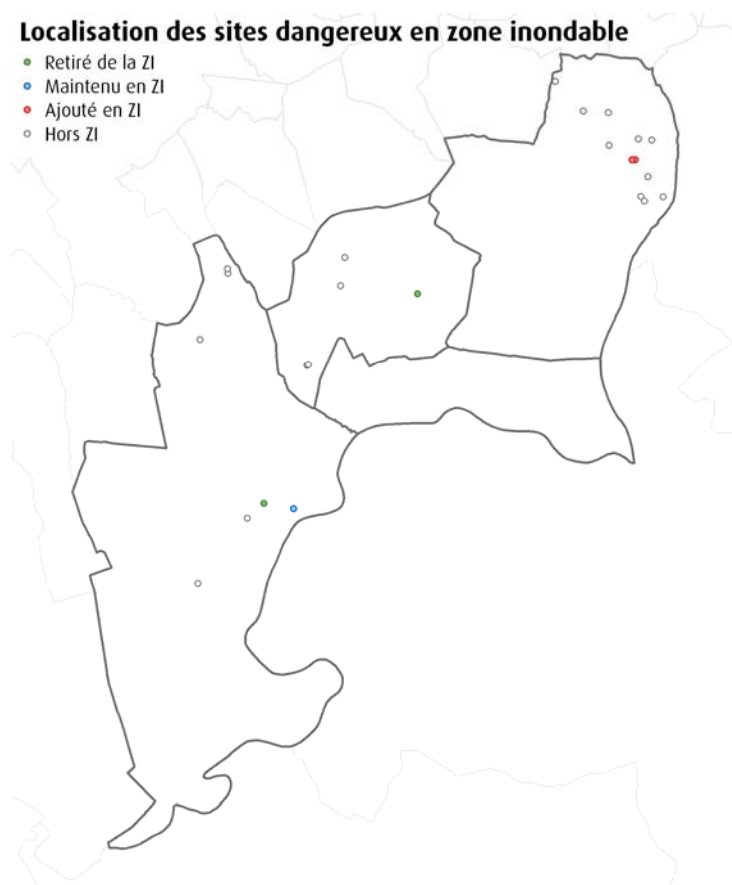 Localisation des sites dangereux en zone inondable
Retiré de la ZI
Maintenu en ZI
Ajouté en ZI
Hors ZI